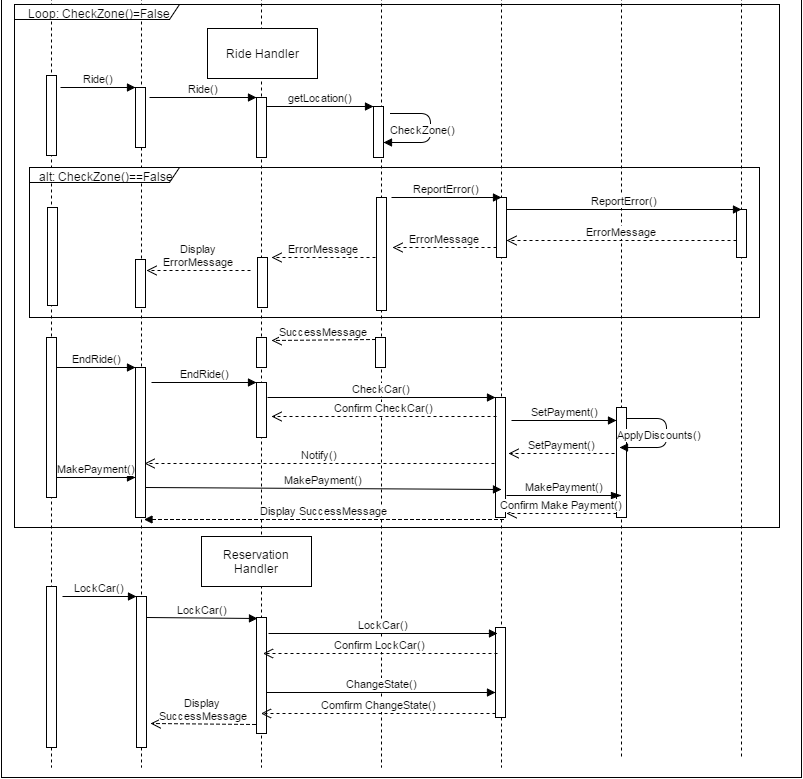 Loop: CheckZone()=False
Ride Handler
Ride()
Ride()
getLocation()
CheckZone()
alt: CheckZone()==False
ReportError()
ReportError()
ErrorMessage
ErrorMessage
ErrorMessage
Display
ErrorMessage
SuccessMessage
EndRide()
EndRide()
CheckCar()
Confirm CheckCar()
SetPayment()
ApplyDiscounts()
SetPayment()
Notify()
MakePayment()
MakePayment()
MakePayment()
Confirm Make Payment()
Display SuccessMessage
Reservation
Handler
LockCar()
LockCar()
LockCar()
Confirm LockCar()
ChangeState()
Comfirm ChangeState()
Display
SuccessMessage